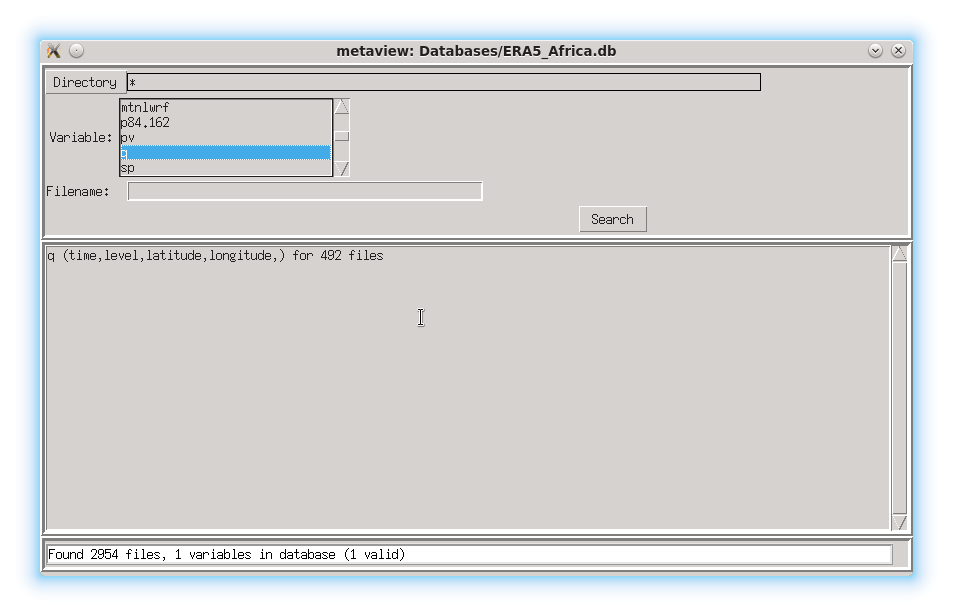 metaview: Databases/ERA5_Africa.db
Directory *
mtnlwrf
p84.162
Variable: pv
q
sp
Filename:
Search
q (time,level,latitude,longitude,) for 492 files
Found 2954 files, 1 variables in database (1 valid)